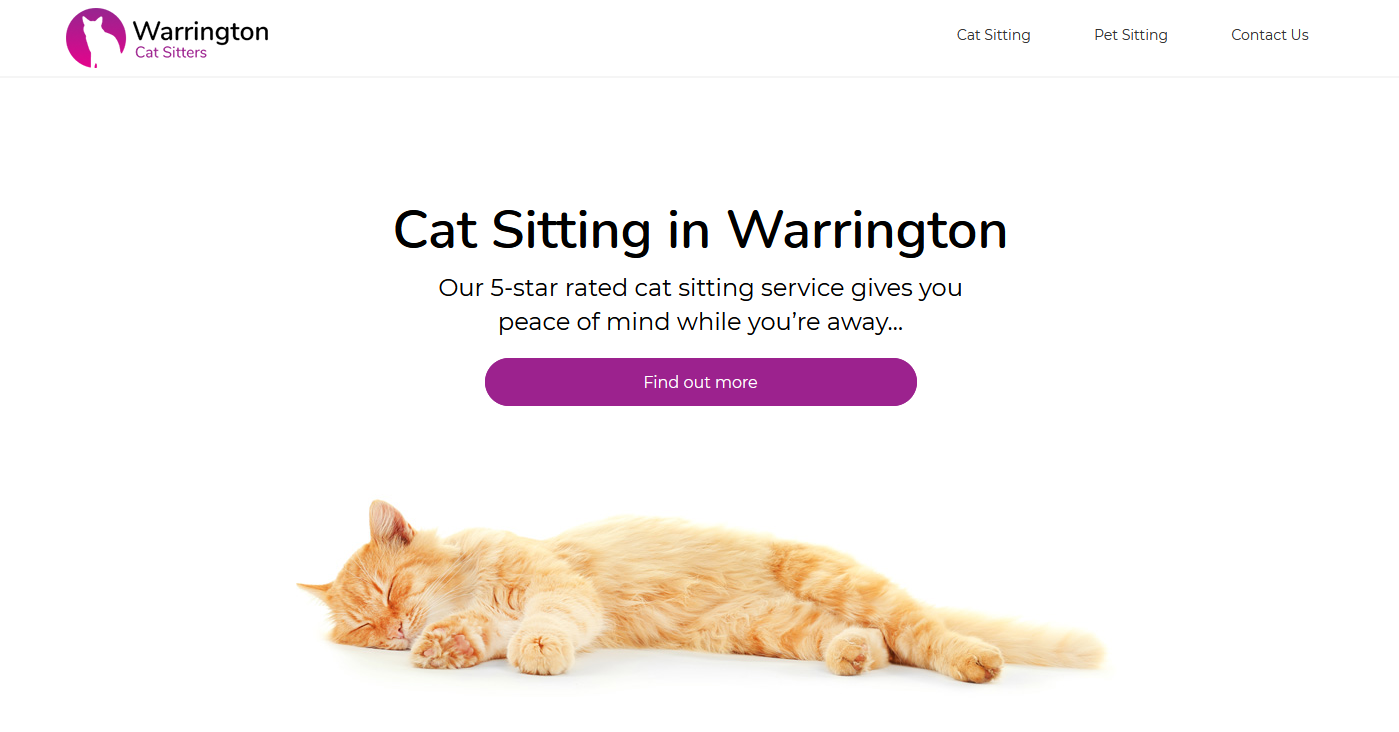 Warrington
Cat Sitters
Cat Sitting
Pet Sitting
Contact Us
Cat Sitting in Warrington
Our 5-star rated cat sitting service gives you
peace of mind while you’re away...
Find out more